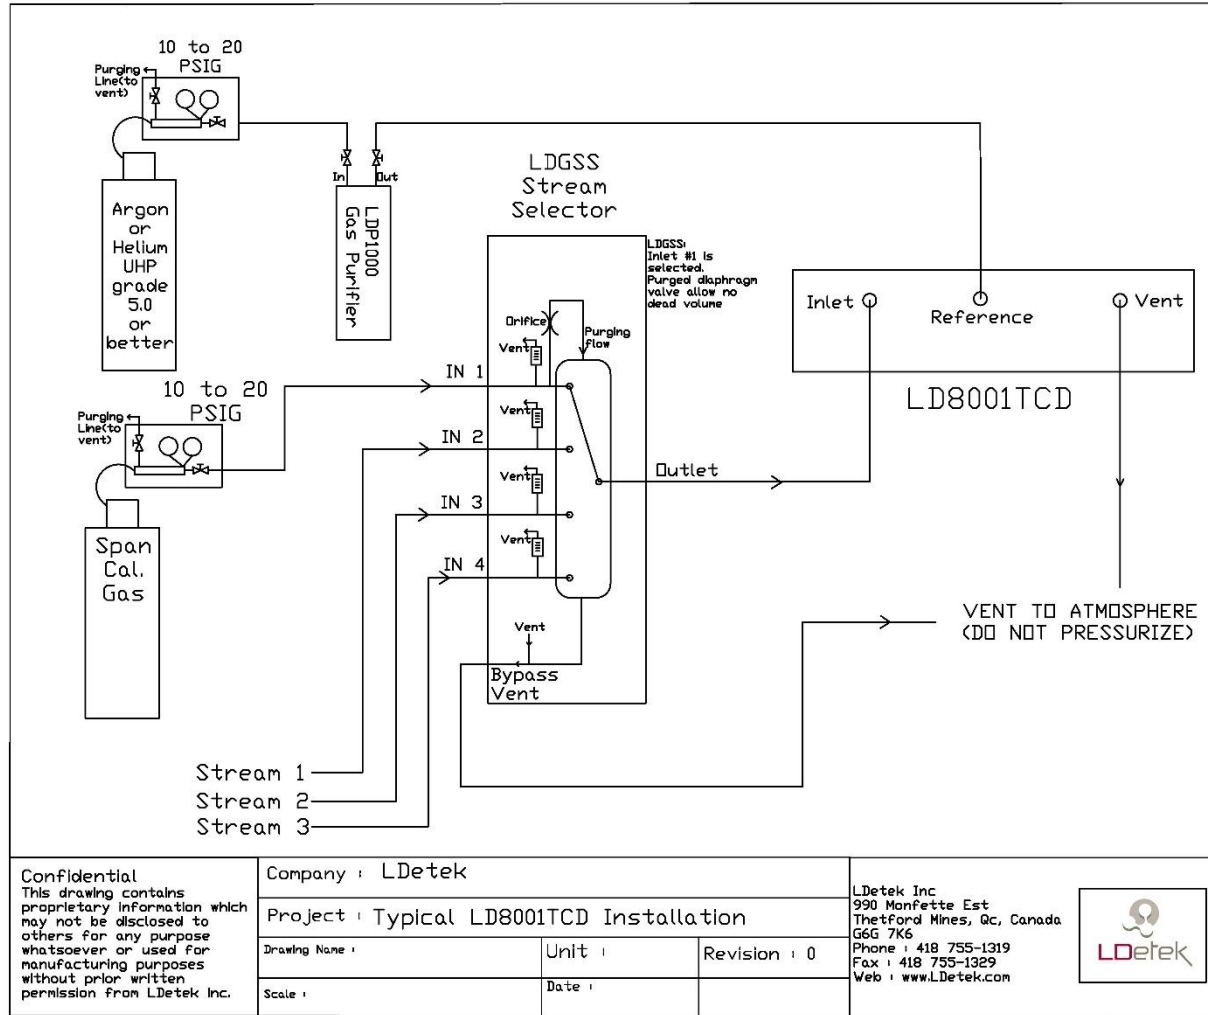 10 to 20
PSIG
Purging
Line(to
vent)
In
Out
LDP1000
Gas Purifier
Argon
or
Helium
UHP
grade
5.0
or
better
LDGSS
Stream
Selector
LDGSS:
Inlet #1 is
selected.
Purged diaphragm
valve allow no
dead volume
Orifice
Purging
flow
Vent
IN 1
Vent
IN 2
Vent
IN 3
Vent
IN 4
Outlet
Vent
Bypass
Vent
Inlet
Reference
Vent
LD8001TCD
10 to 20
PSIG
Purging
Line(to
vent)
Span
Cal.
Gas
VENT TO ATMOSPHERE
(DO NOT PRESSURIZE)
Stream 1
Stream 2
Stream 3
Confidential
This drawing contains
proprietary information which
may not be disclosed to
others for any purpose
whatsoever or used for
manufacturing purposes
without prior written
permission from LDetek Inc.
Company : LDetek
Project : Typical LD8001TCD Installation
Drawing Name :
Unit :
Revision : 0
Scale :
Date :
LDetek Inc
990 Monfette Est
Thetford Mines, Qc, Canada
G6G 7K6
Phone : 418 755-1319
Fax : 418 755-1329
Web : www.LDetek.com
LDetek